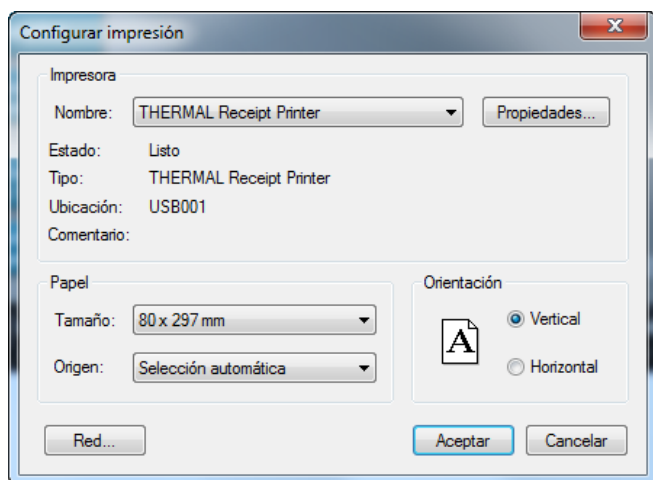 Configurar impresión
Impresora
Nombre: THERMAL Receipt Printer Propiedades...
Estado: Listo
Tipo: THERMAL Receipt Printer
Ubicación: USB001
Comentario:
Papel
Tamaño: 80 x 297 mm
Origen: Selección automática
Orientación
A
Vertical
Horizontal
Red... Aceptar Cancelar